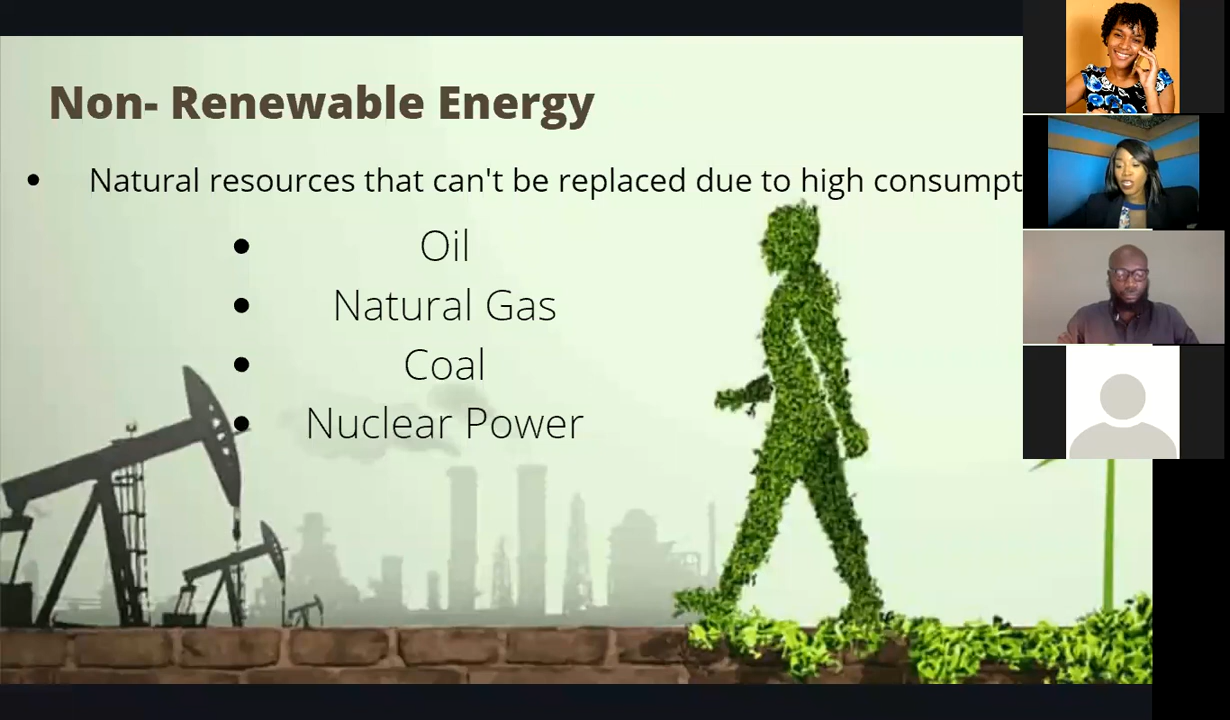 Non- Renewable Energy
• Natural resources that can't be replaced due to high consumpt
• Oil
• Natural Gas
• Coal
• Nuclear Power